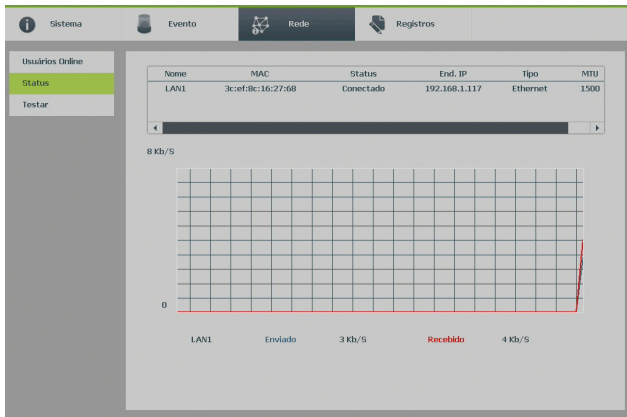 Sistema Evento Rede Registros
Usuários Online
Status
Testar
Nome MAC Status End. IP Tipo MTU
LAN1 3c:ef:8c:16:27:68 Conectado 192.168.1.117 Ethernet 1500
8 Kb/S
0
LAN1 Enviado 3 Kb/S Recebido 4 Kb/S